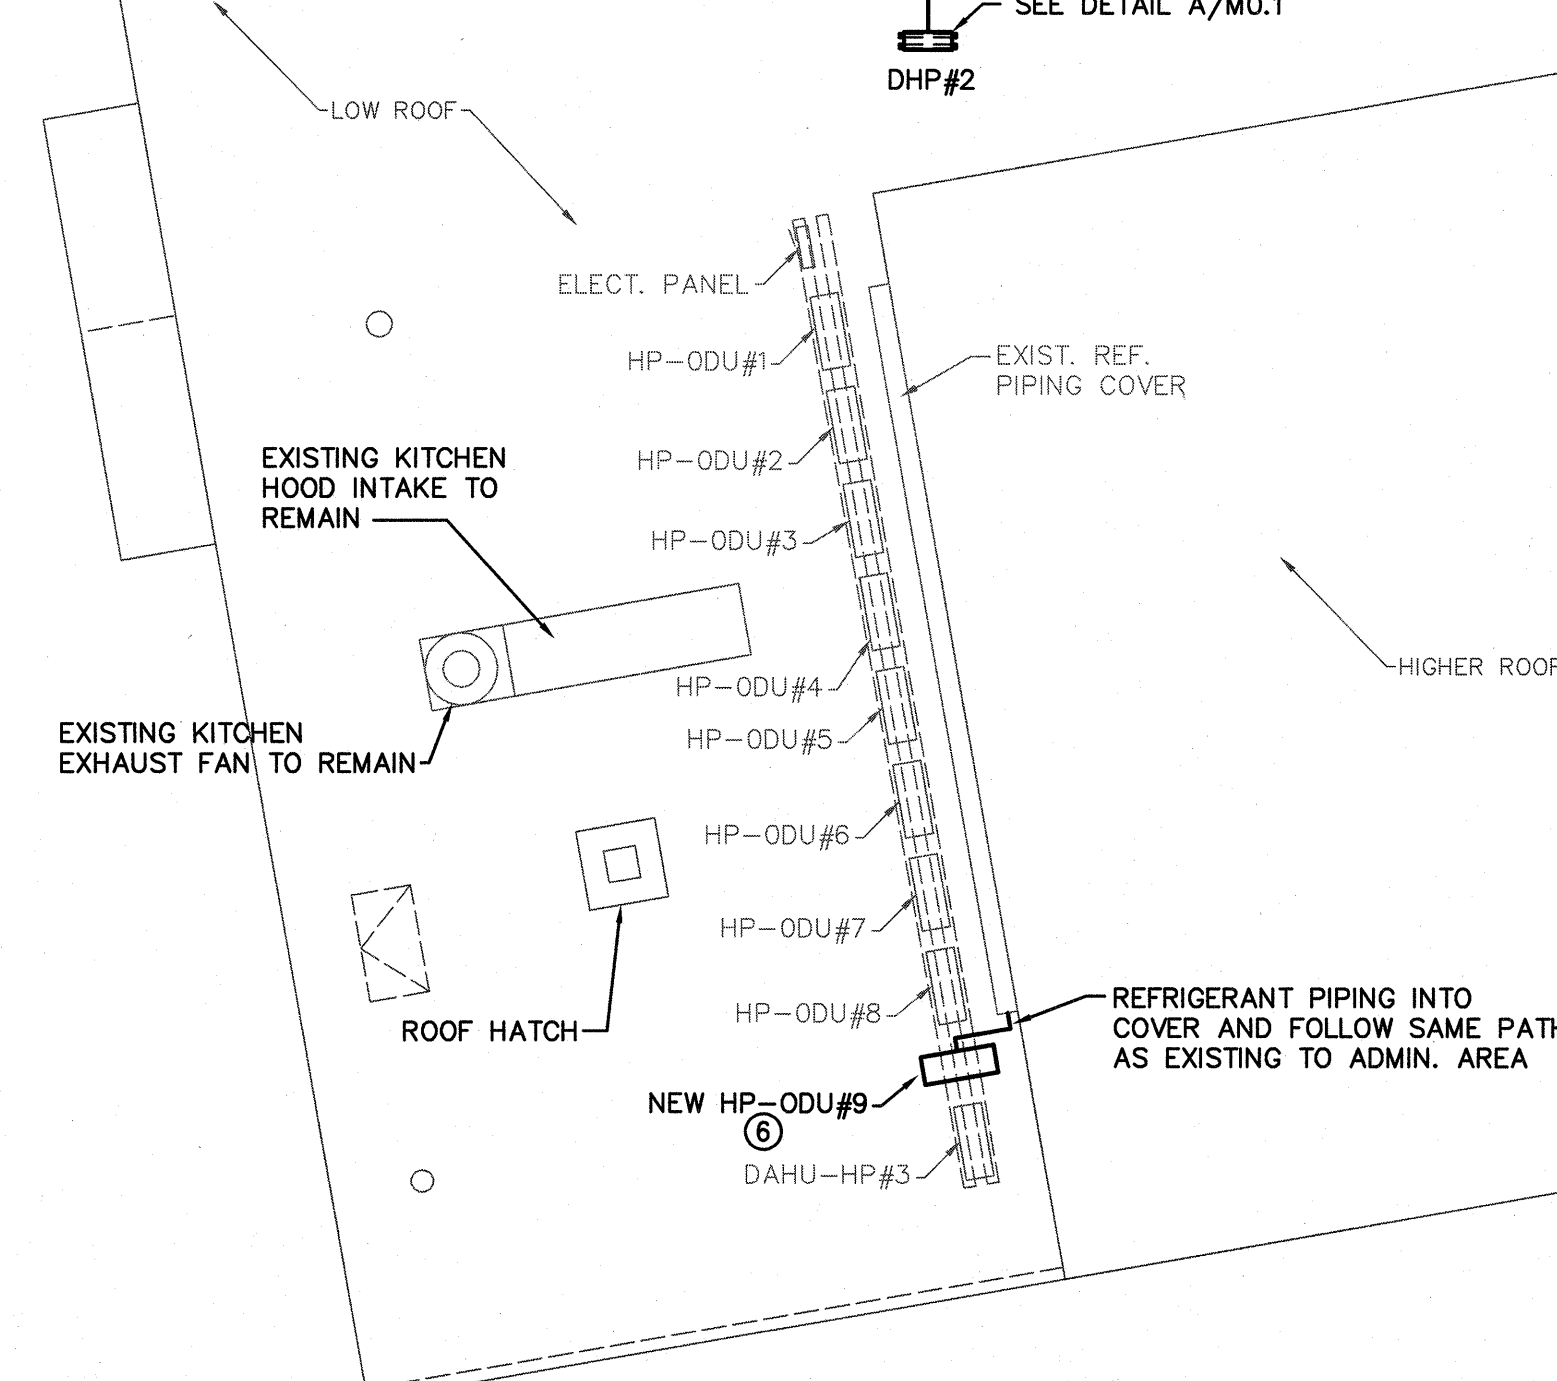 SEE DETAIL A/M0.1
DHP#2
LOW ROOF
ELECT. PANEL
HP-ODU#1
EXIST. REF.
PIPING COVER
HP-ODU#2
EXISTING KITCHEN
HOOD INTAKE TO
REMAIN
HP-ODU#3
HIGHER ROOF
HP-ODU#4
HP-ODU#5
EXISTING KITCHEN
EXHAUST FAN TO REMAIN
HP-ODU#6
HP-ODU#7
HP-ODU#8
REFRIGERANT PIPING INTO
COVER AND FOLLOW SAME PATH
AS EXISTING TO ADMIN. AREA
ROOF HATCH
NEW HP-ODU#9
6
DAHU-HP#3